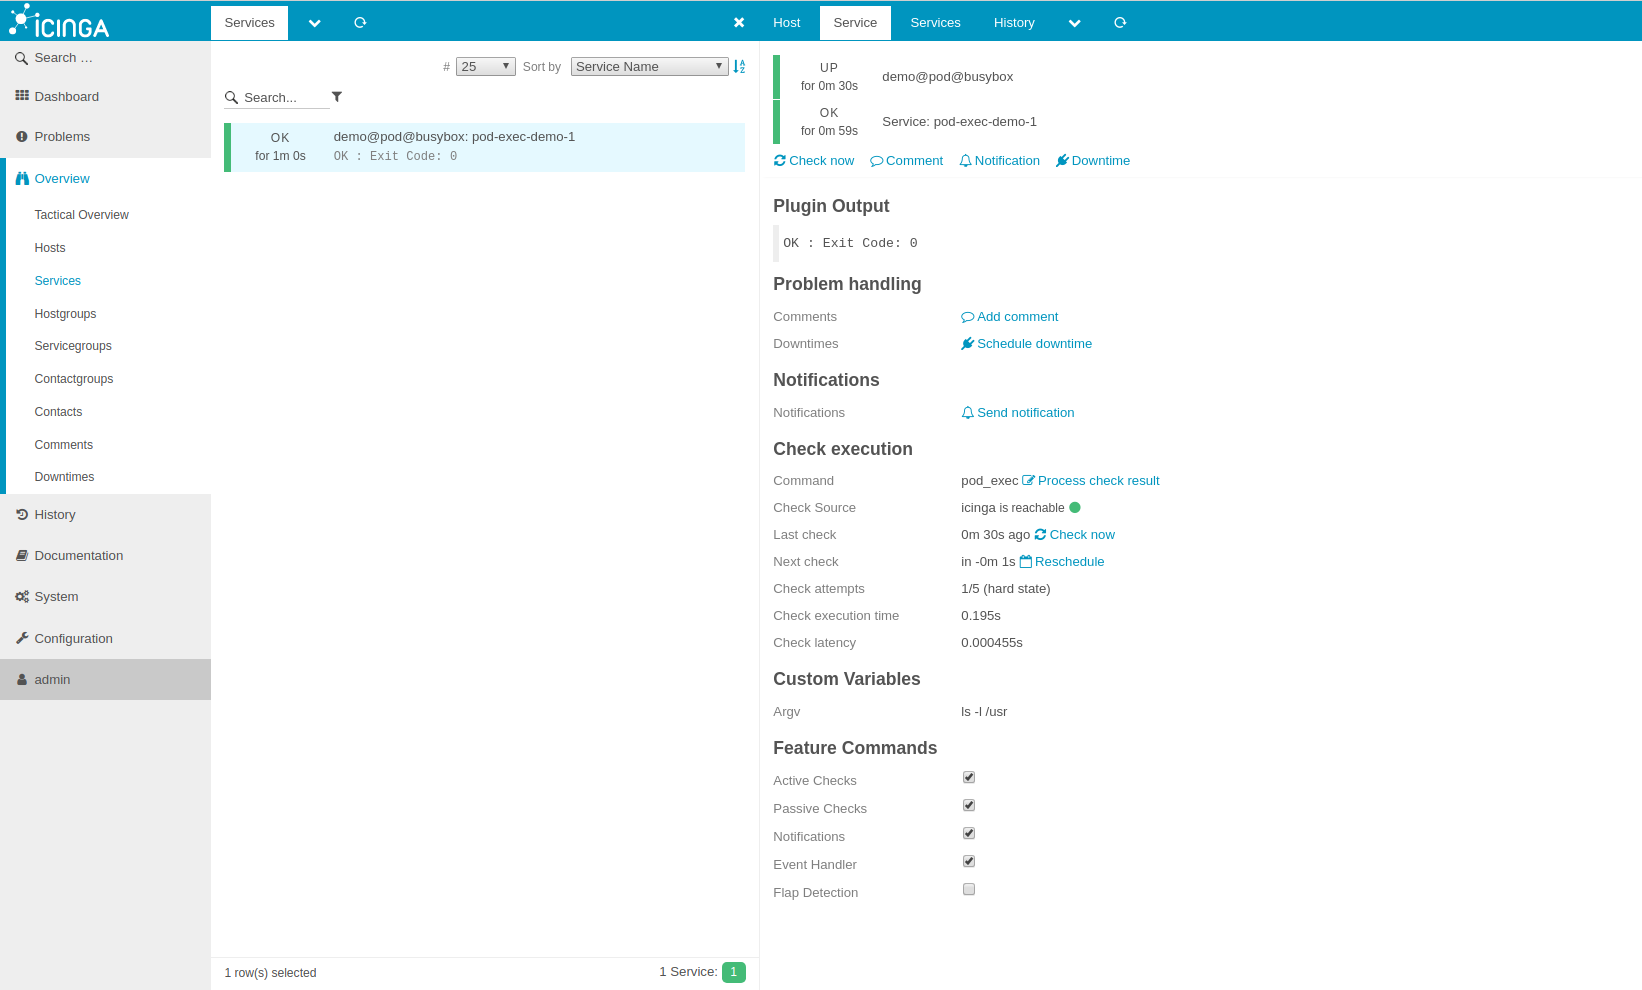 ICINGA
Search …
Dashboard
Problems
Overview
Tactical Overview
Hosts
Services
Hostgroups
Servicegroups
Contactgroups
Contacts
Comments
Downtimes
History
Documentation
System
Configuration
admin
Services
# 25 Sort by Service Name
Search...
OK
for 1m 0s
demo@pod@busybox: pod-exec-demo-1
OK : Exit Code: 0
1 row(s) selected
1 Service: 1
Host Service Services History
UP
for 0m 30s
demo@pod@busybox
OK
for 0m 59s
Service: pod-exec-demo-1
Check now Comment Notification Downtime
Plugin Output
OK : Exit Code: 0
Problem handling
Comments Add comment
Downtimes Schedule downtime
Notifications
Notifications Send notification
Check execution
Command pod_exec Process check result
Check Source icinga is reachable
Last check 0m 30s ago Check now
Next check in -0m 1s Reschedule
Check attempts 1/5 (hard state)
Check execution time 0.195s
Check latency 0.000455s
Custom Variables
Argv ls -l /usr
Feature Commands
Active Checks
Passive Checks
Notifications
Event Handler
Flap Detection